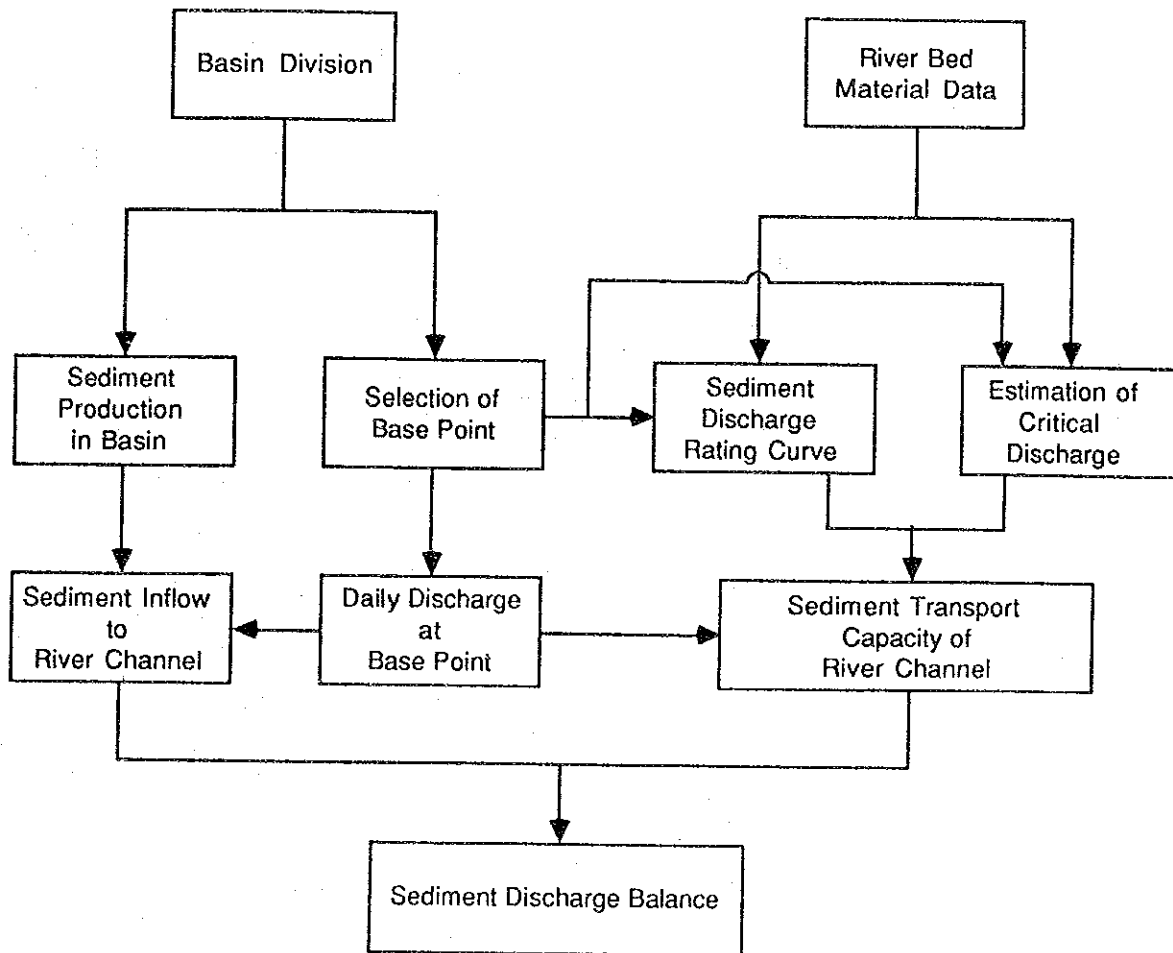 Basin Division
River Bed
Material Data
Sediment
Production
in Basin
Selection of
Base Point
Sediment
Discharge
Rating Curve
Estimation of
Critical
Discharge
Sediment Inflow
to
River Channel
Daily Discharge
at
Base Point
Sediment Transport
Capacity of
River Channel
Sediment Discharge Balance